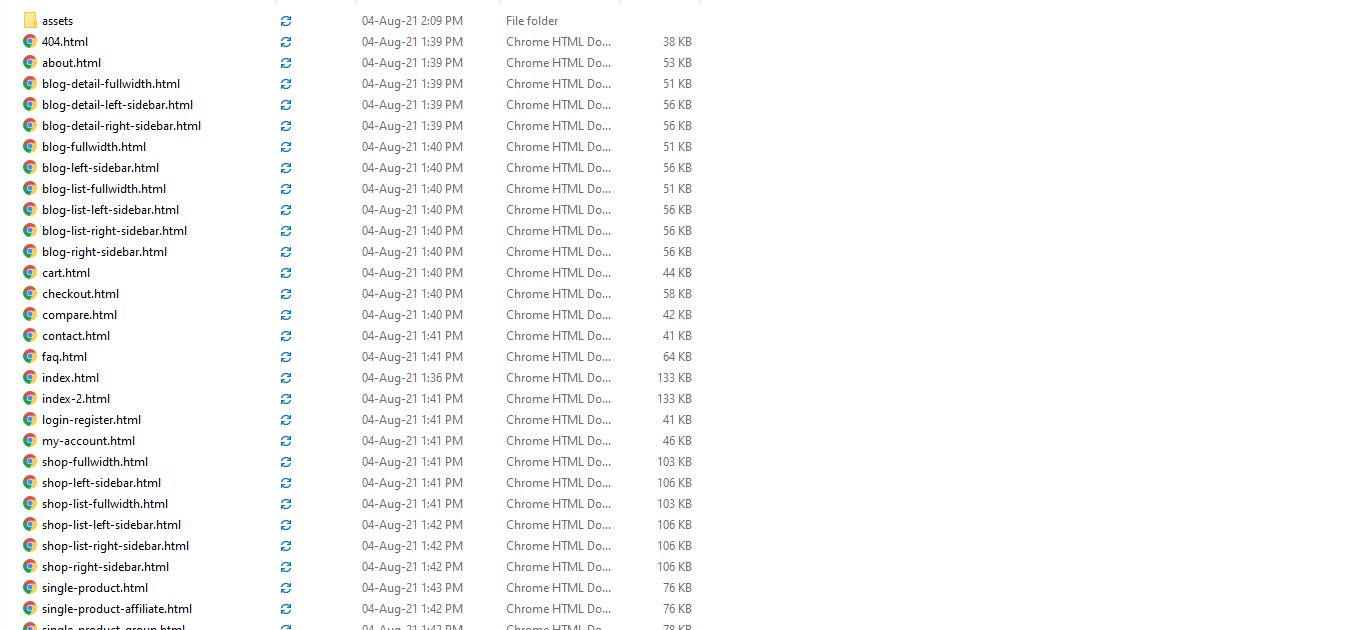 assets 04-Aug-21 2:09 PM File folder
404.html 04-Aug-21 1:39 PM Chrome HTML Do... 38 KB
about.html 04-Aug-21 1:39 PM Chrome HTML Do... 53 KB
blog-detail-fullwidth.html 04-Aug-21 1:39 PM Chrome HTML Do... 51 KB
blog-detail-left-sidebar.html 04-Aug-21 1:39 PM Chrome HTML Do... 56 KB
blog-detail-right-sidebar.html 04-Aug-21 1:39 PM Chrome HTML Do... 56 KB
blog-fullwidth.html 04-Aug-21 1:40 PM Chrome HTML Do... 51 KB
blog-left-sidebar.html 04-Aug-21 1:40 PM Chrome HTML Do... 56 KB
blog-list-fullwidth.html 04-Aug-21 1:40 PM Chrome HTML Do... 51 KB
blog-list-left-sidebar.html 04-Aug-21 1:40 PM Chrome HTML Do... 56 KB
blog-list-right-sidebar.html 04-Aug-21 1:40 PM Chrome HTML Do... 56 KB
blog-right-sidebar.html 04-Aug-21 1:40 PM Chrome HTML Do... 56 KB
cart.html 04-Aug-21 1:40 PM Chrome HTML Do... 44 KB
checkout.html 04-Aug-21 1:40 PM Chrome HTML Do... 58 KB
compare.html 04-Aug-21 1:40 PM Chrome HTML Do... 42 KB
contact.html 04-Aug-21 1:41 PM Chrome HTML Do... 41 KB
faq.html 04-Aug-21 1:41 PM Chrome HTML Do... 64 KB
index.html 04-Aug-21 1:36 PM Chrome HTML Do... 133 KB
index-2.html 04-Aug-21 1:41 PM Chrome HTML Do... 133 KB
login-register.html 04-Aug-21 1:41 PM Chrome HTML Do... 41 KB
my-account.html 04-Aug-21 1:41 PM Chrome HTML Do... 46 KB
shop-fullwidth.html 04-Aug-21 1:41 PM Chrome HTML Do... 103 KB
shop-left-sidebar.html 04-Aug-21 1:41 PM Chrome HTML Do... 106 KB
shop-list-fullwidth.html 04-Aug-21 1:41 PM Chrome HTML Do... 103 KB
shop-list-left-sidebar.html 04-Aug-21 1:42 PM Chrome HTML Do... 106 KB
shop-list-right-sidebar.html 04-Aug-21 1:42 PM Chrome HTML Do... 106 KB
shop-right-sidebar.html 04-Aug-21 1:42 PM Chrome HTML Do... 106 KB
single-product.html 04-Aug-21 1:43 PM Chrome HTML Do... 76 KB
single-product-affiliate.html 04-Aug-21 1:42 PM Chrome HTML Do... 76 KB
single-product-group.html 04-Aug-21 1:42 PM Chrome HTML Do... 78 KB